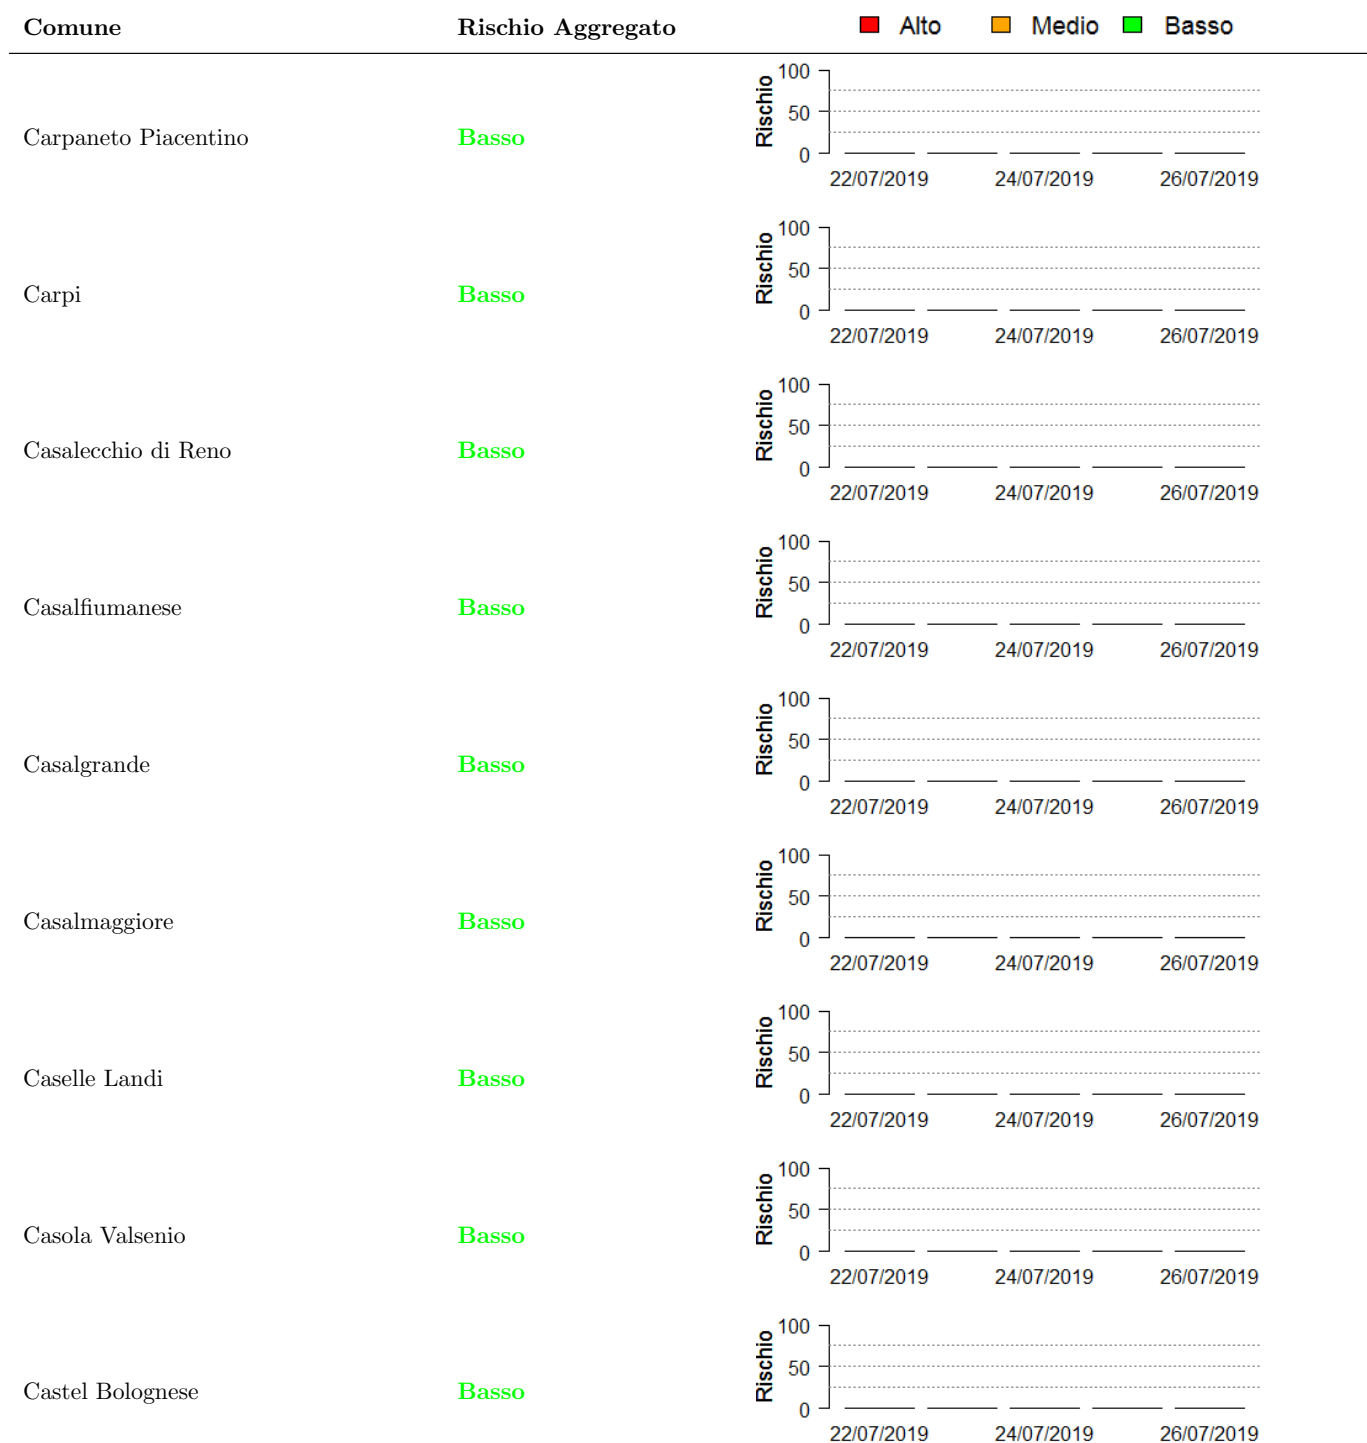 Comune Rischio Aggregato Alto Medio Basso
100
50
0
Rischio
Carpaneto Piacentino Basso
22/07/2019 24/07/2019 26/07/2019
100
50
0
Rischio
Carpi Basso
22/07/2019 24/07/2019 26/07/2019
100
50
0
Rischio
Casalecchio di Reno Basso
22/07/2019 24/07/2019 26/07/2019
100
50
0
Rischio
Casalfiumanese Basso
22/07/2019 24/07/2019 26/07/2019
100
50
0
Rischio
Casalgrande Basso
22/07/2019 24/07/2019 26/07/2019
100
50
0
Rischio
Casalmaggiore Basso
22/07/2019 24/07/2019 26/07/2019
100
50
0
Rischio
Caselle Landi Basso
22/07/2019 24/07/2019 26/07/2019
100
50
0
Rischio
Casola Valsenio Basso
22/07/2019 24/07/2019 26/07/2019
100
50
0
Rischio
Castel Bolognese Basso
22/07/2019 24/07/2019 26/07/2019